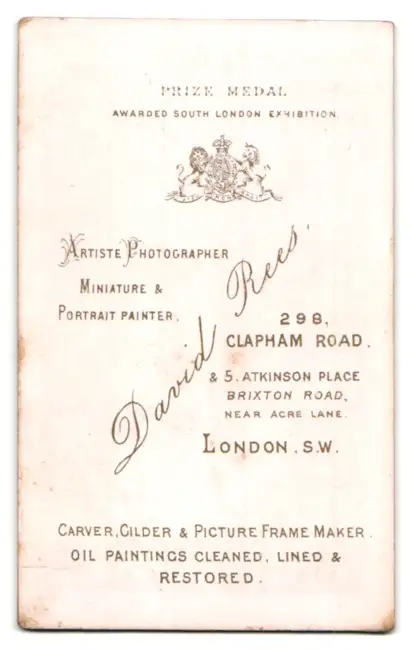 PRIZE MEDAL
AWARDED SOUTH LONDON EXHIBITION
ARTISTE PHOTOGRAPHER
MINIATURE &
PORTRAIT PAINTER.
David Rees
298,
CLAPHAM ROAD.
& 5. ATKINSON PLACE
BRIXTON ROAD,
NEAR ACRE LANE.
LONDON. S.W.
CARVER, GILDER & PICTURE FRAME MAKER.
OIL PAINTINGS CLEANED, LINED &
RESTORED.